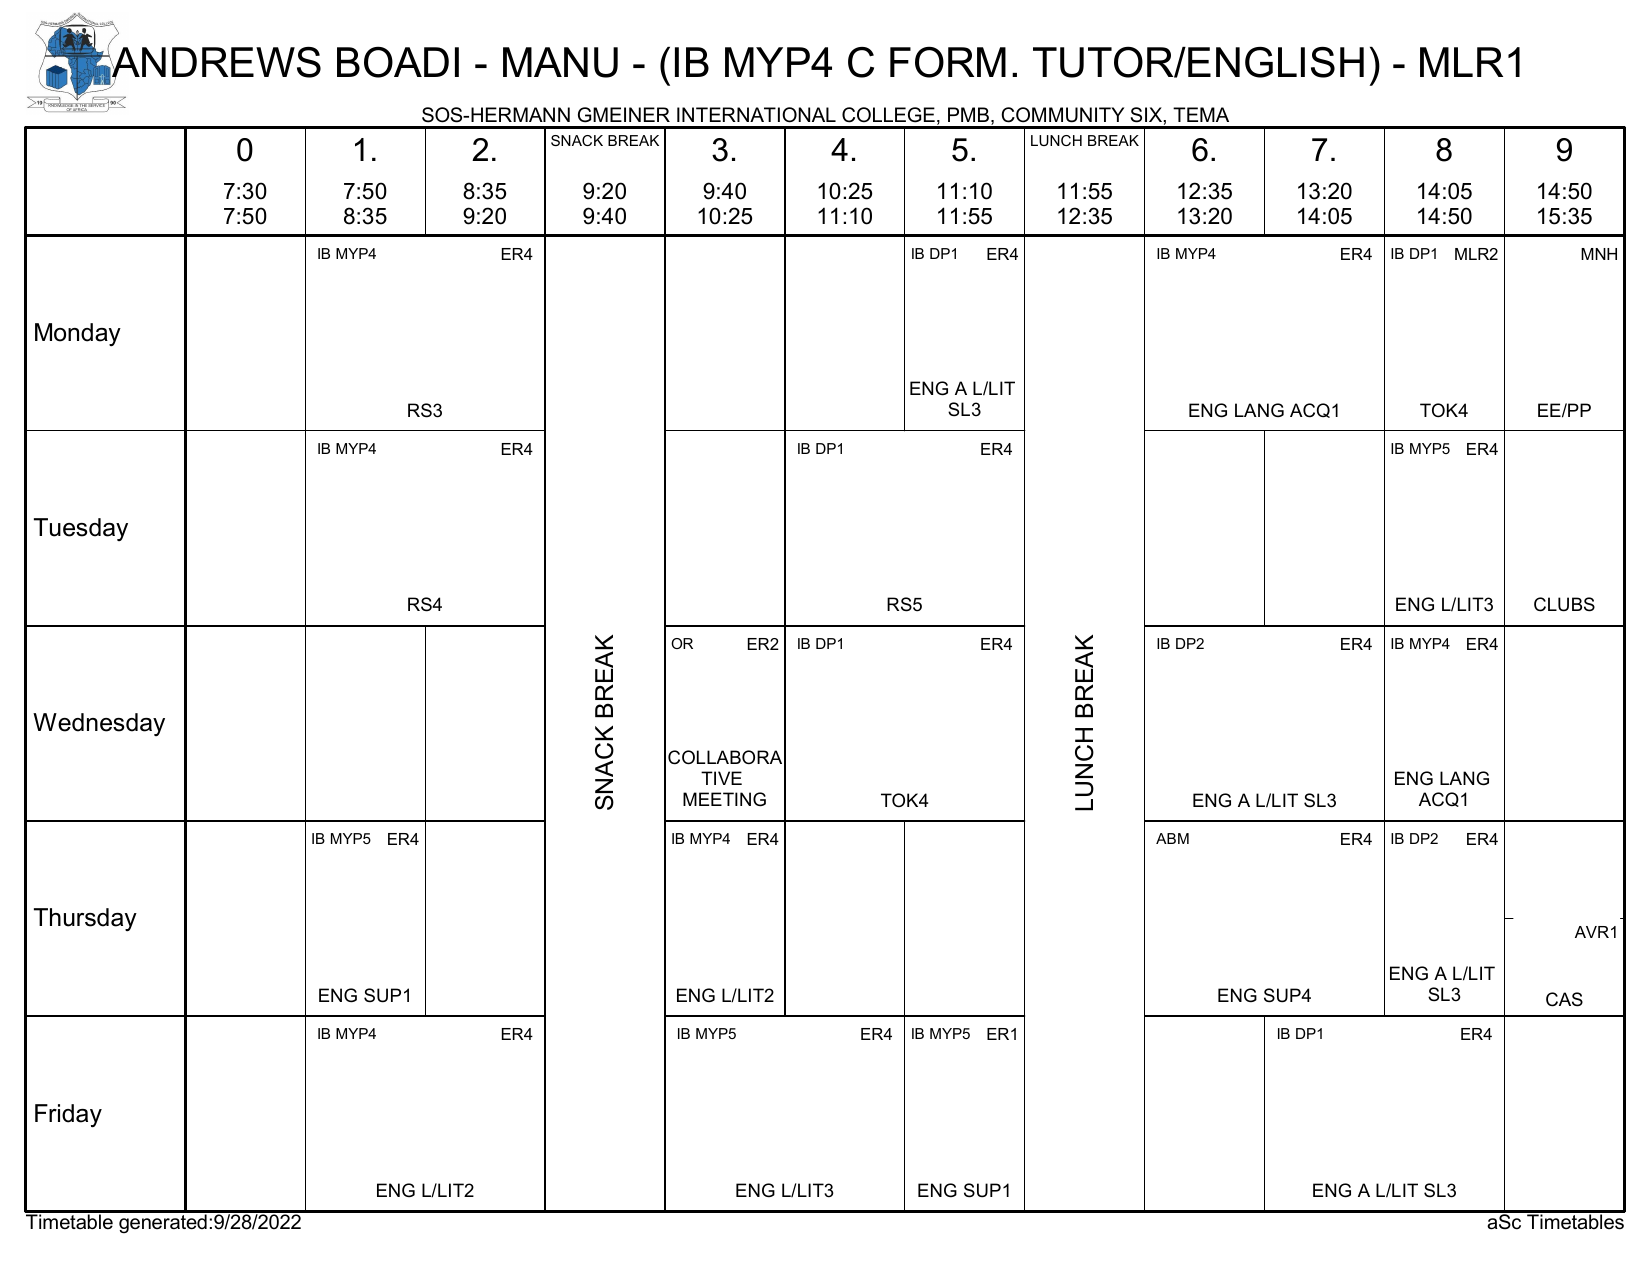 ANDREWS BOADI - MANU - (IB MYP4 C FORM. TUTOR/ENGLISH) - MLR1
SOS-HERMANN GMEINER INTERNATIONAL COLLEGE, PMB, COMMUNITY SIX, TEMA
KNOWLEDGE IN THE SERVICE
OF AFRICA
19 90
0 1. 2. SNACK BREAK 3. 4. 5. LUNCH BREAK 6. 7. 8 9
7:30 7:50 8:35 9:20 9:40 10:25 11:10 11:55 12:35 13:20 14:05 14:50
7:50 8:35 9:20 9:40 10:25 11:10 11:55 12:35 13:20 14:05 14:50 15:35
Monday
IB MYP4 ER4
RS3
IB DP1 ER4
ENG A L/LIT
SL3
IB MYP4 ER4
ENG LANG ACQ1
IB DP1 MLR2
TOK4
MNH
EE/PP
Tuesday
IB MYP4 ER4
RS4
IB DP1 ER4
RS5
IB MYP5 ER4
ENG L/LIT3
CLUBS
SNACK BREAK
LUNCH BREAK
Wednesday
OR ER2
COLLABORA
TIVE
MEETING
IB DP1 ER4
TOK4
IB DP2 ER4
ENG A L/LIT SL3
IB MYP4 ER4
ENG LANG
ACQ1
Thursday
IB MYP5 ER4
ENG SUP1
IB MYP4 ER4
ENG L/LIT2
ABM ER4
ENG SUP4
IB DP2 ER4
ENG A L/LIT
SL3
AVR1
CAS
Friday
IB MYP4 ER4
ENG L/LIT2
IB MYP5 ER4
ENG L/LIT3
IB MYP5 ER1
ENG SUP1
IB DP1 ER4
ENG A L/LIT SL3
Timetable generated:9/28/2022
aSc Timetables